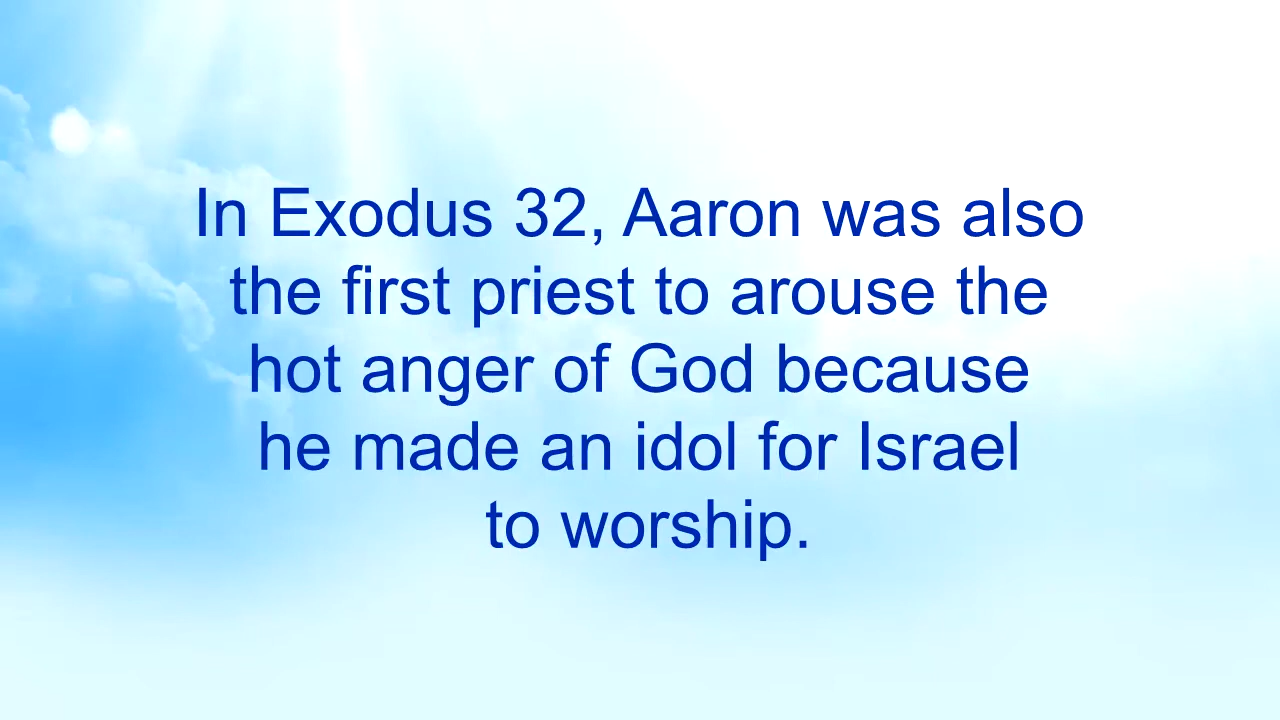 In Exodus 32, Aaron was also
the first priest to arouse the
hot anger of God because
he made an idol for Israel
to worship.